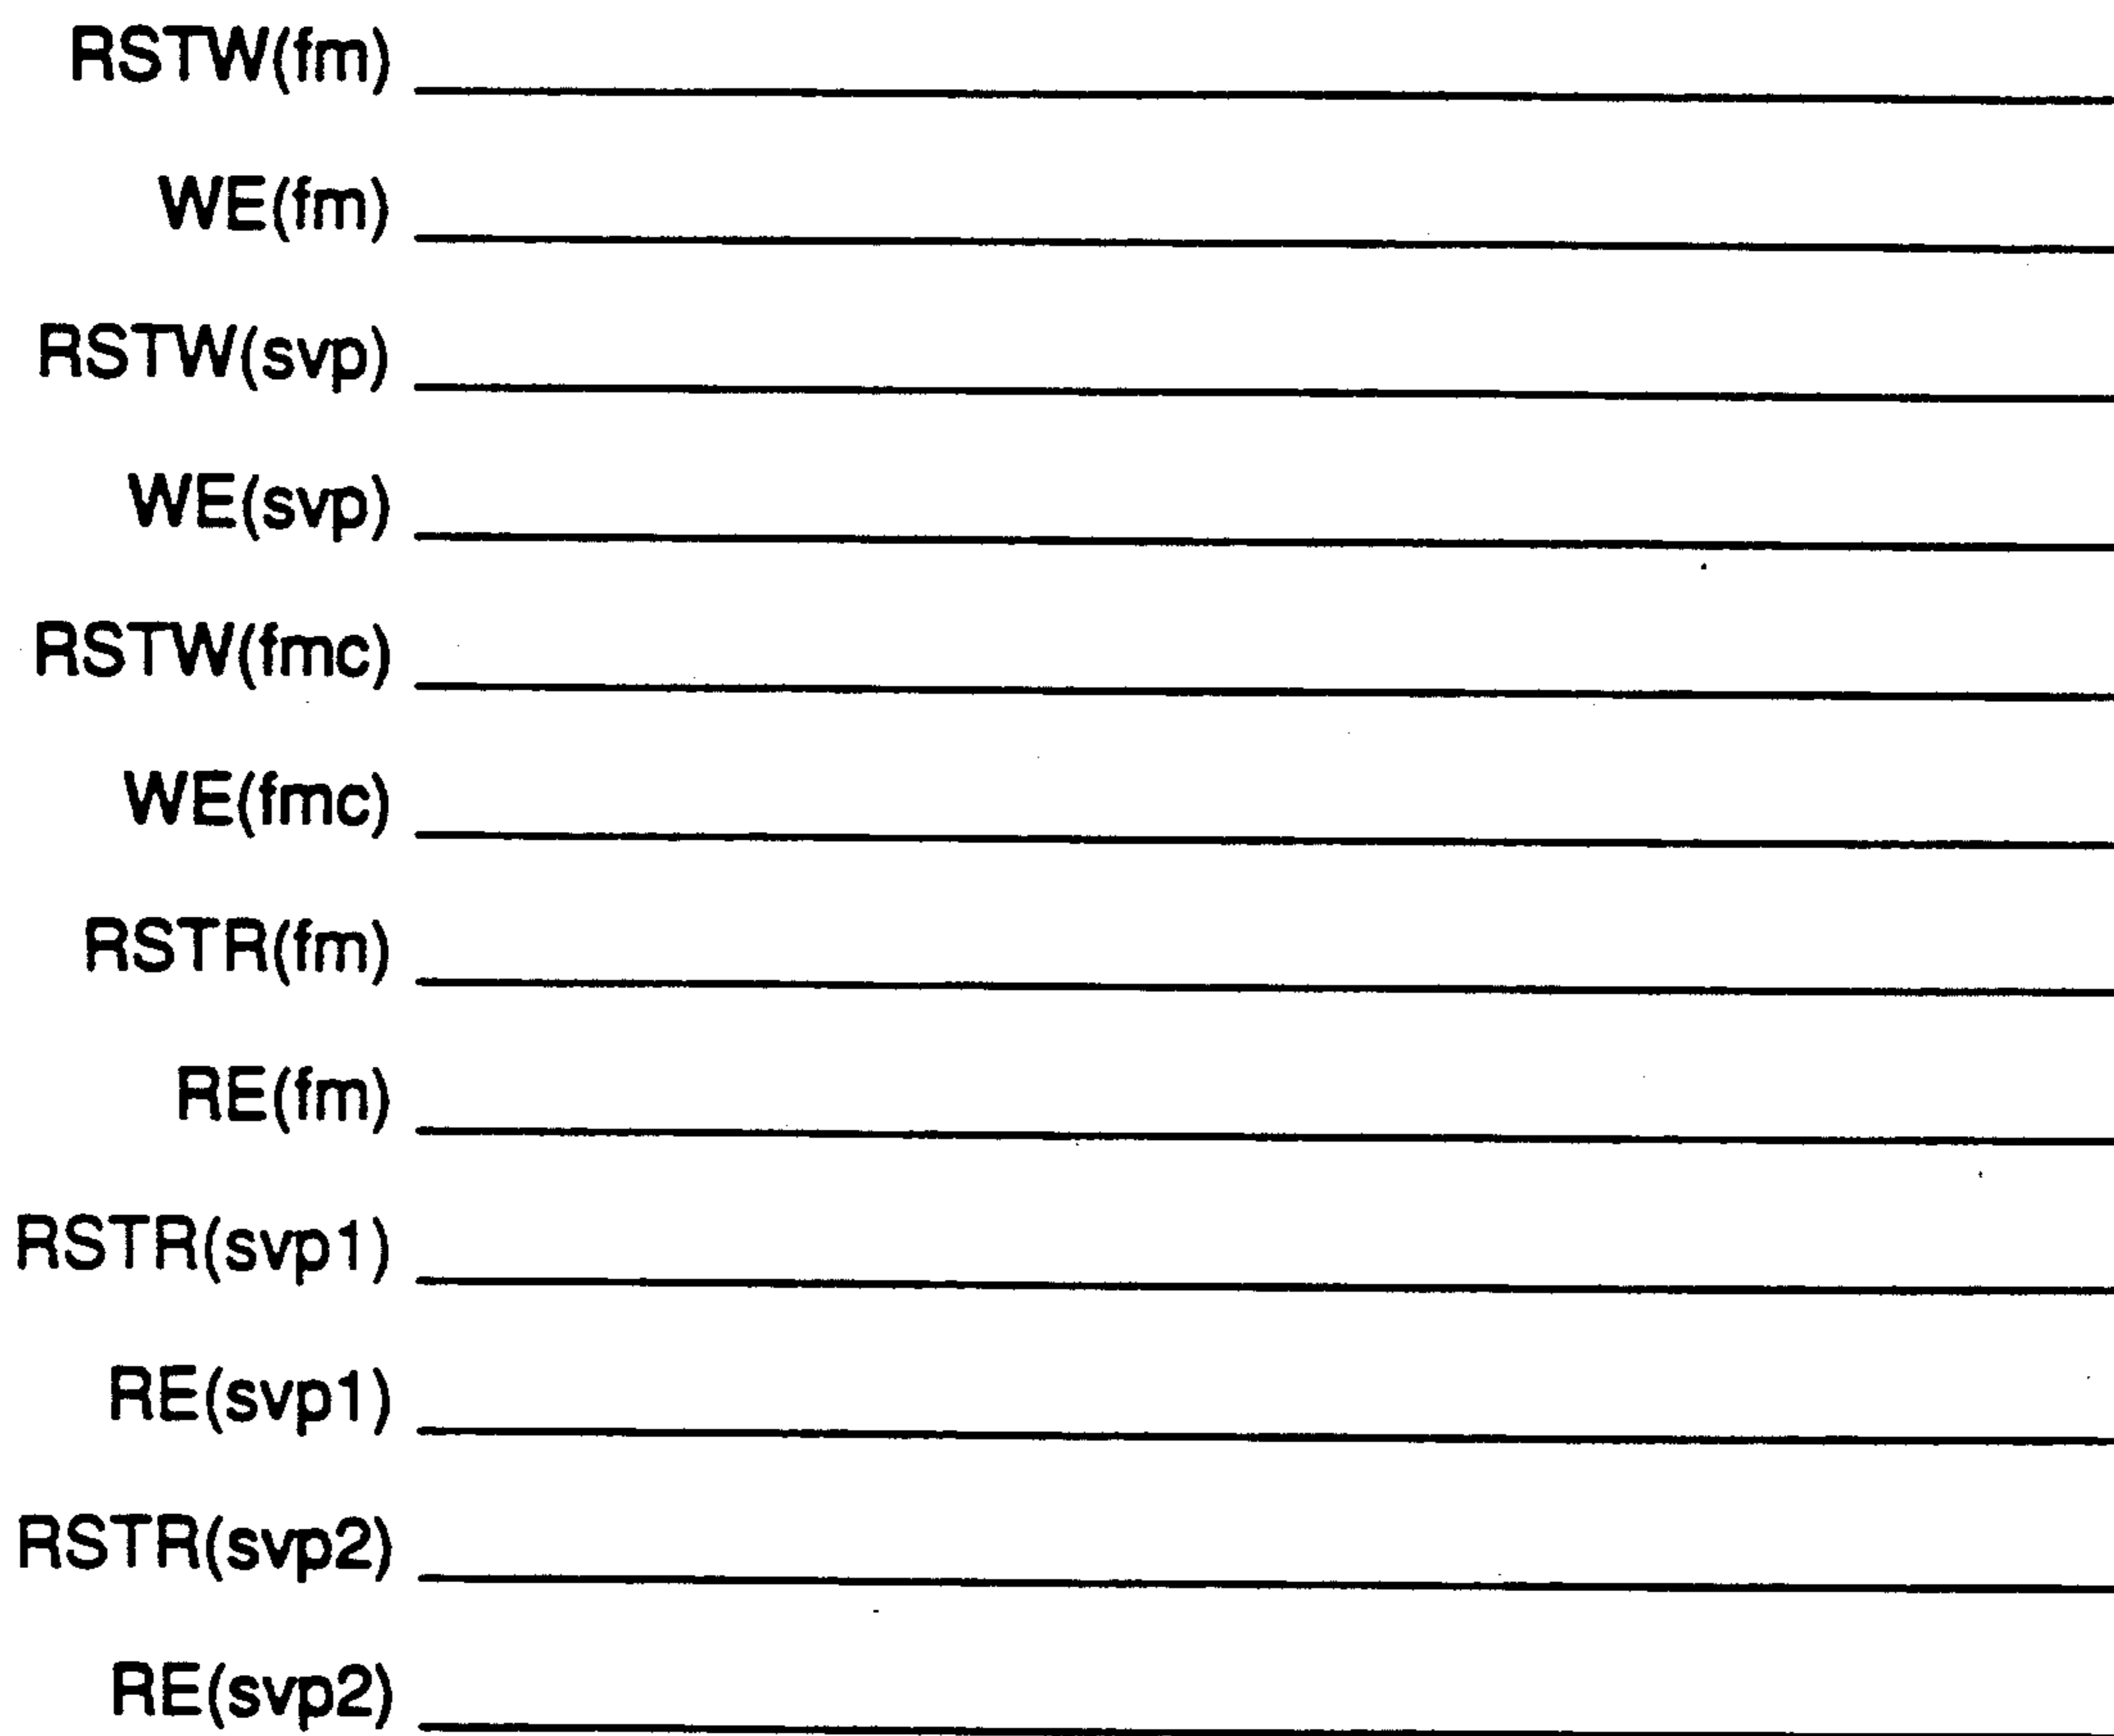 RSTW(fm)
WE(fm)
RSTW(svp)
WE(svp)
RSTW(fmc)
WE(fmc)
RSTR(fm)
RE(fm)
RSTR(svp1)
RE(svp1)
RSTR(svp2)
RE(svp2)